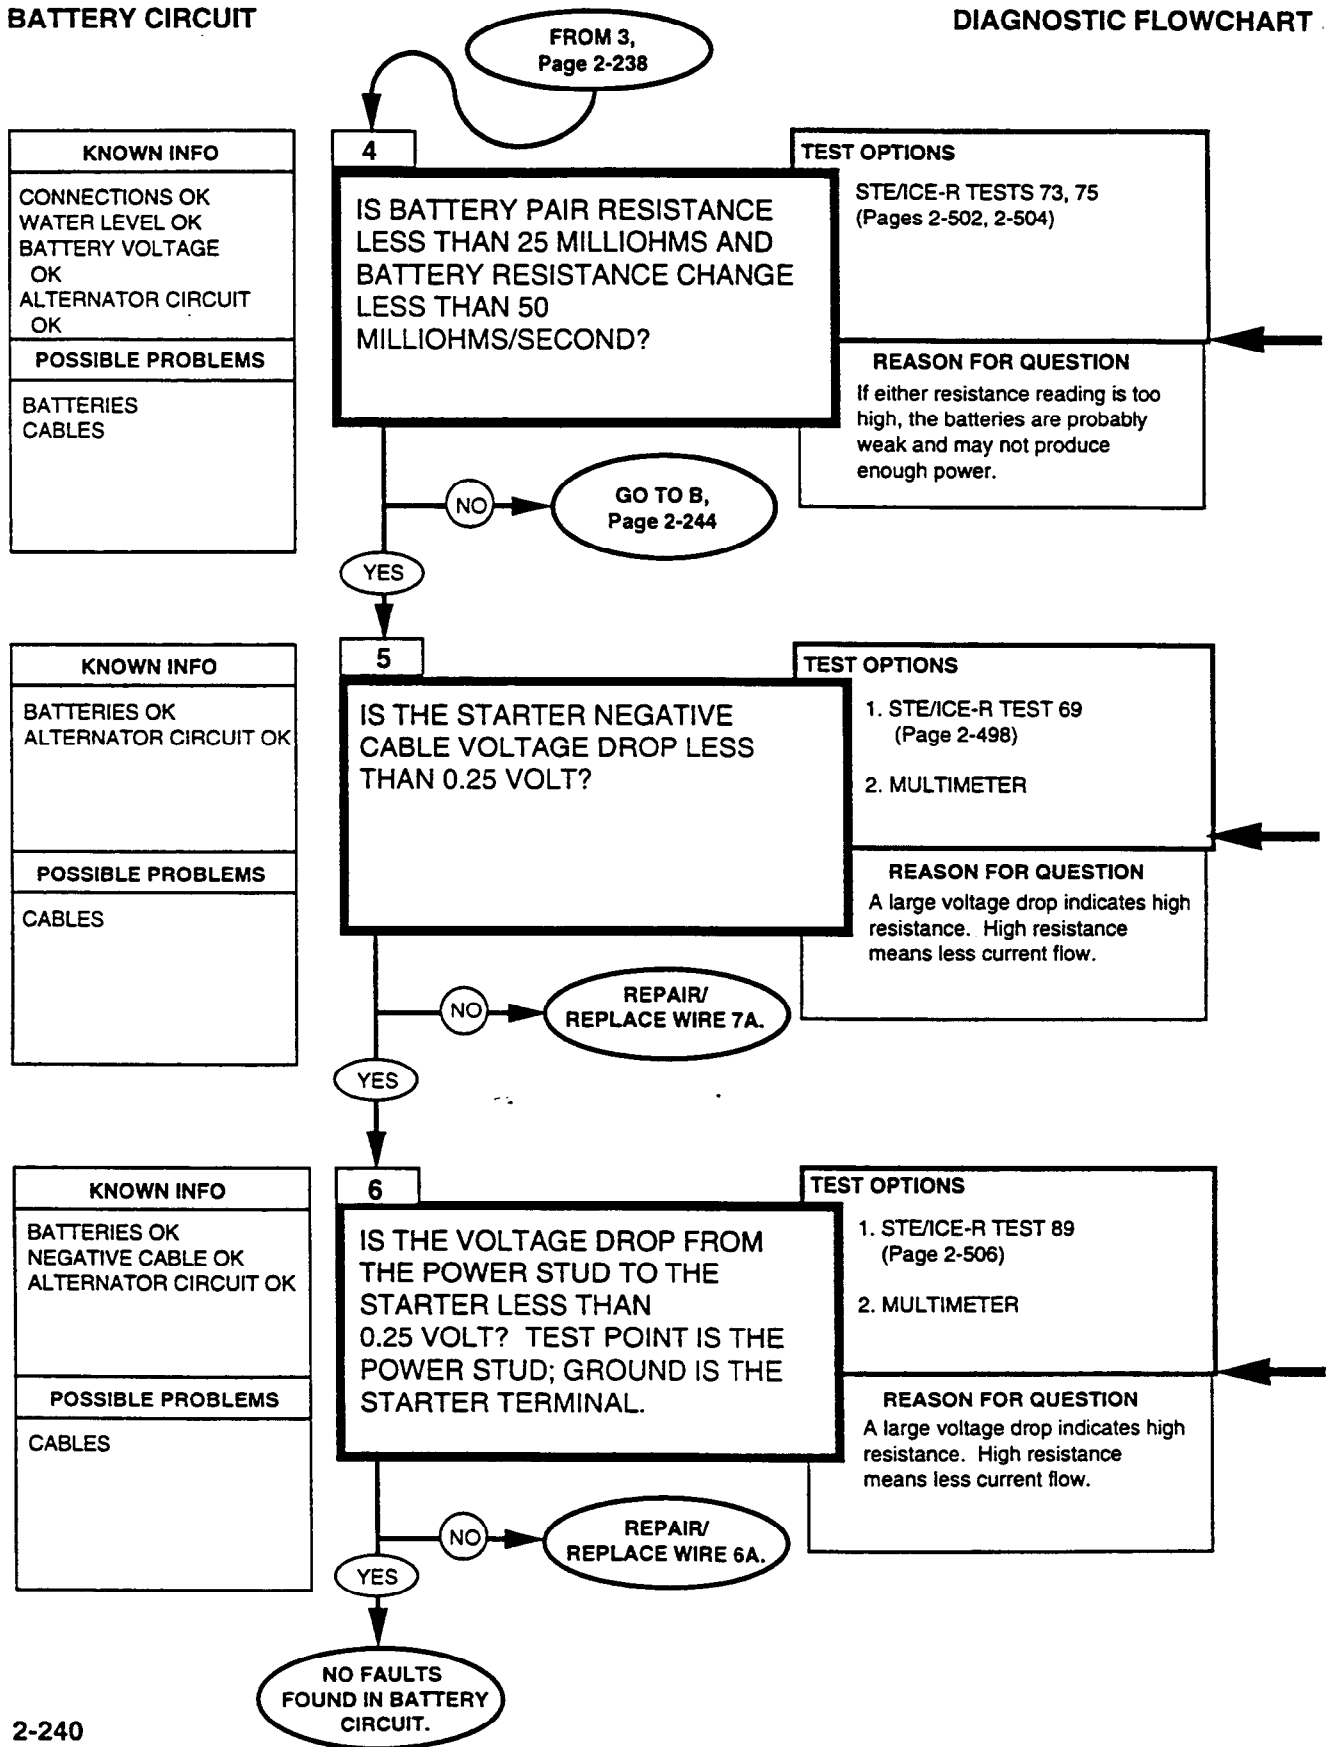 BATTERY CIRCUIT
DIAGNOSTIC FLOWCHART
FROM 3,
Page 2-238
KNOWN INFO
CONNECTIONS OK
WATER LEVEL OK
BATTERY VOLTAGE
OK
ALTERNATOR CIRCUIT
OK
POSSIBLE PROBLEMS
BATTERIES
CABLES
4
IS BATTERY PAIR RESISTANCE
LESS THAN 25 MILLIOHMS AND
BATTERY RESISTANCE CHANGE
LESS THAN 50
MILLIOHMS/SECOND?
TEST OPTIONS
STE/ICE-R TESTS 73, 75
(Pages 2-502, 2-504)
REASON FOR QUESTION
If either resistance reading is too
high, the batteries are probably
weak and may not produce
enough power.
NO
GO TO B,
Page 2-244
YES
KNOWN INFO
BATTERIES OK
ALTERNATOR CIRCUIT OK
POSSIBLE PROBLEMS
CABLES
5
IS THE STARTER NEGATIVE
CABLE VOLTAGE DROP LESS
THAN 0.25 VOLT?
TEST OPTIONS
1. STE/ICE-R TEST 69
(Page 2-498)
2. MULTIMETER
REASON FOR QUESTION
A large voltage drop indicates high
resistance. High resistance
means less current flow.
NO
REPAIR/
REPLACE WIRE 7A.
YES
KNOWN INFO
BATTERIES OK
NEGATIVE CABLE OK
ALTERNATOR CIRCUIT OK
POSSIBLE PROBLEMS
CABLES
6
IS THE VOLTAGE DROP FROM
THE POWER STUD TO THE
STARTER LESS THAN
0.25 VOLT? TEST POINT IS THE
POWER STUD; GROUND IS THE
STARTER TERMINAL.
TEST OPTIONS
1. STE/ICE-R TEST 89
(Page 2-506)
2. MULTIMETER
REASON FOR QUESTION
A large voltage drop indicates high
resistance. High resistance
means less current flow.
NO
REPAIR/
REPLACE WIRE 6A.
YES
NO FAULTS
FOUND IN BATTERY
CIRCUIT.
2-240